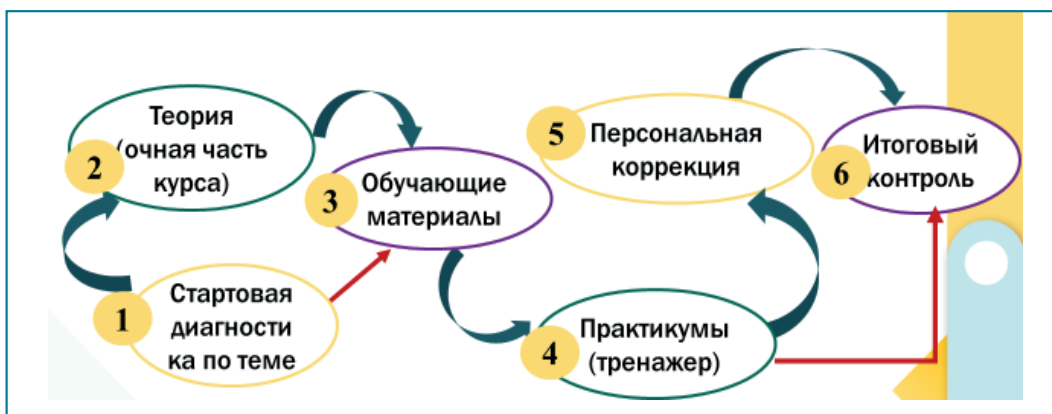 1
Стартовая
диагности
ка по теме
2
Теория
(очная часть
курса)
3
Обучающие
материалы
4
Практикумы
(тренажер)
5
Персональная
коррекция
6
Итоговый
контроль